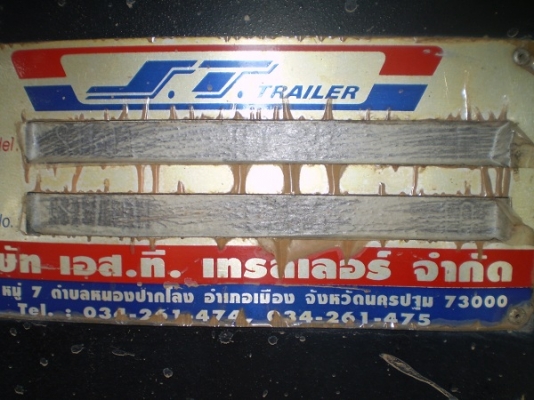 S.T. TRAILER
del.
No.
ษัท เอส.ที. เทรลเลอร์ จำกัด
หมู่ 7 ตำบลหนองปากโลง อำเภอเมือง จังหวัดนครปฐม 73000
Tel. : 034-261-474 034-261-475